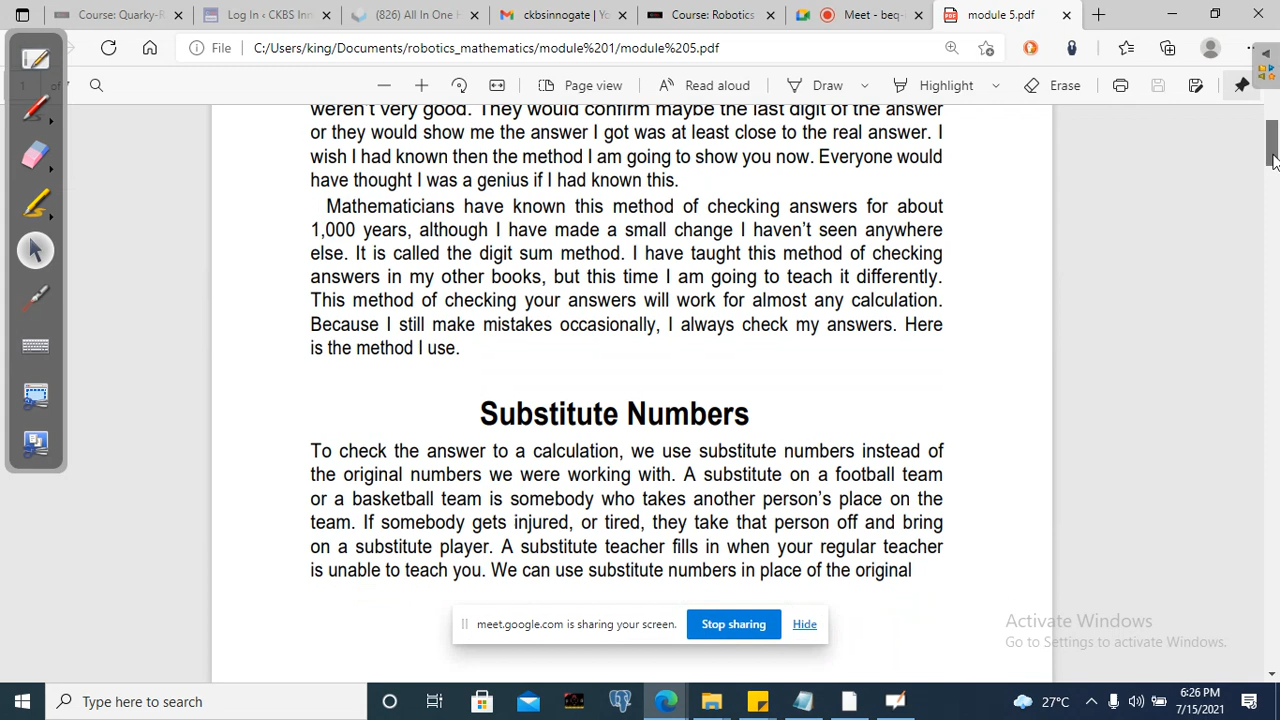 Course: Quarky-R
Log In ‹ CKBS Inn
(826) All In One H
ckbsinnogate | Yo
Course: Robotics
Meet - beq-
module 5.pdf
File C:/Users/king/Documents/robotics_mathematics/module%201/module%205.pdf
1
Page view
Read aloud
Draw
Highlight
Erase
weren't very good. They would confirm maybe the last digit of the answer
or they would show me the answer I got was at least close to the real answer. I
wish I had known then the method I am going to show you now. Everyone would
have thought I was a genius if I had known this.
Mathematicians have known this method of checking answers for about
1,000 years, although I have made a small change I haven't seen anywhere
else. It is called the digit sum method. I have taught this method of checking
answers in my other books, but this time I am going to teach it differently.
This method of checking your answers will work for almost any calculation.
Because I still make mistakes occasionally, I always check my answers. Here
is the method I use.
Substitute Numbers
To check the answer to a calculation, we use substitute numbers instead of
the original numbers we were working with. A substitute on a football team
or a basketball team is somebody who takes another person's place on the
team. If somebody gets injured, or tired, they take that person off and bring
on a substitute player. A substitute teacher fills in when your regular teacher
is unable to teach you. We can use substitute numbers in place of the original
meet.google.com is sharing your screen.
Stop sharing
Hide
Activate Windows
Go to Settings to activate Windows.
Type here to search
27°C
6:26 PM
7/15/2021